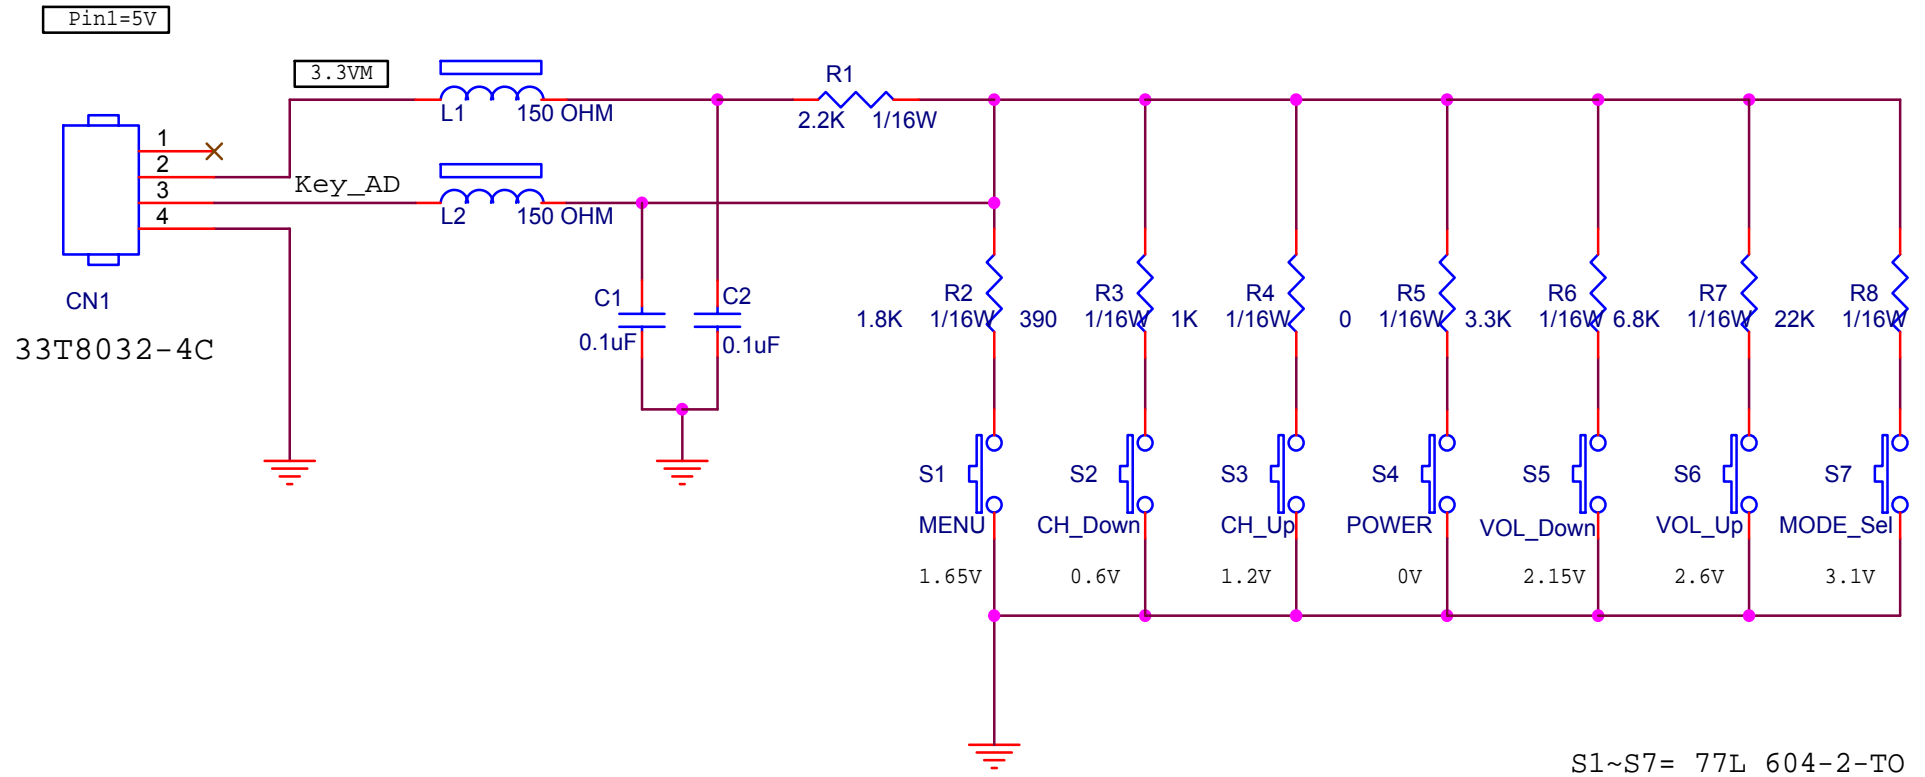 Pin1=5V
3.3VM
R1
L1 150 OHM
2.2K 1/16W
1
2
3
4
Key_AD
L2 150 OHM
CN1
33T8032-4C
C1
0.1uF
C2
0.1uF
R2
1.8K 1/16W
R3
390 1/16W
R4
1K 1/16W
R5
0 1/16W
R6
3.3K 1/16W
R7
6.8K 1/16W
R8
22K 1/16W
S1
MENU
1.65V
S2
CH_Down
0.6V
S3
CH_Up
1.2V
S4
POWER
0V
S5
VOL_Down
2.15V
S6
VOL_Up
2.6V
S7
MODE_Sel
3.1V
S1~S7= 77L 604-2-TO